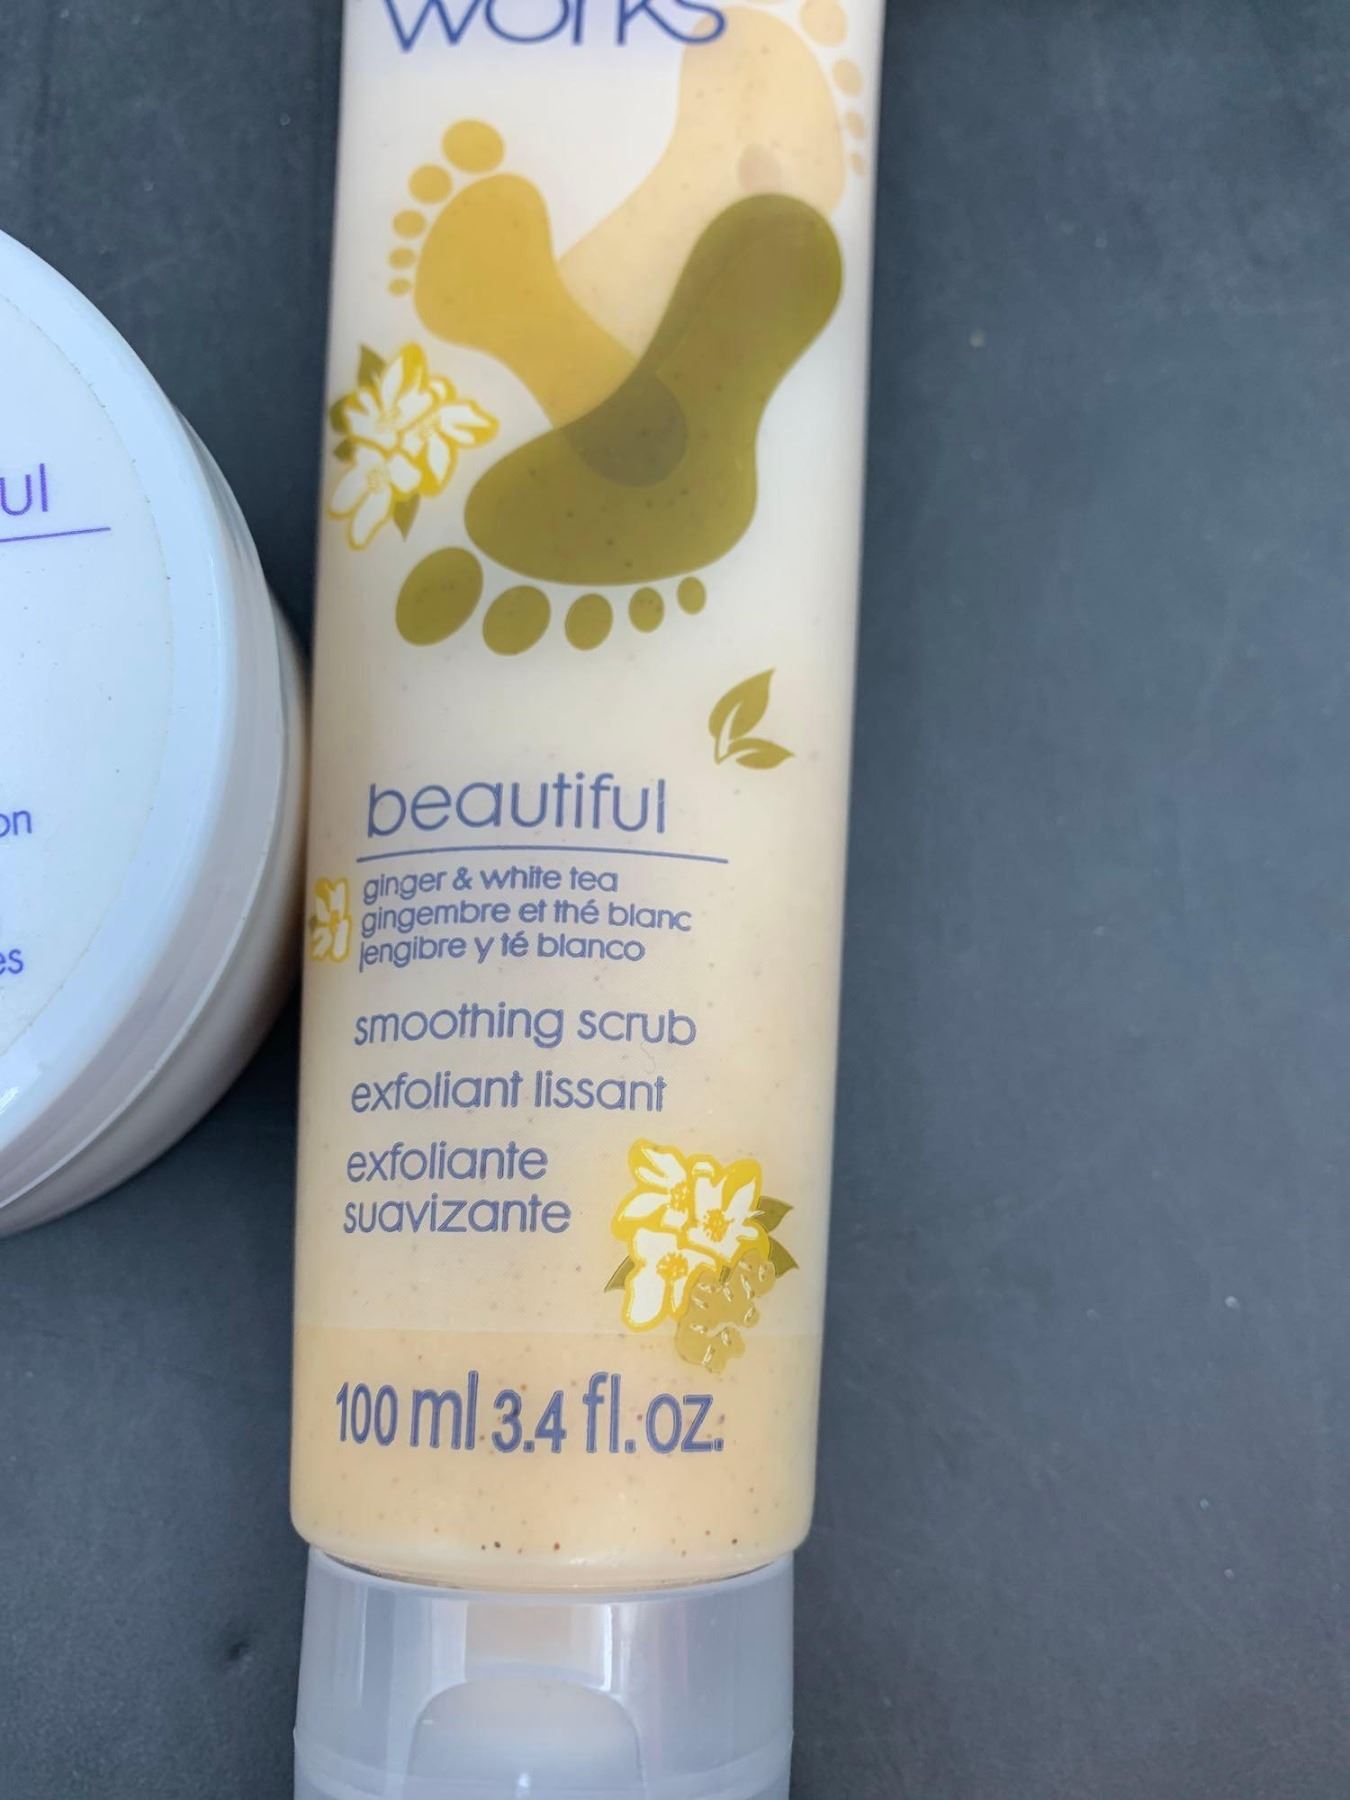 works
ul
on
es
beautiful
ginger & white tea
gingembre et thé blanc
jengibre y té blanco
smoothing scrub
exfoliant lissant
exfoliante
suavizante
100 ml 3.4 fl. oz.